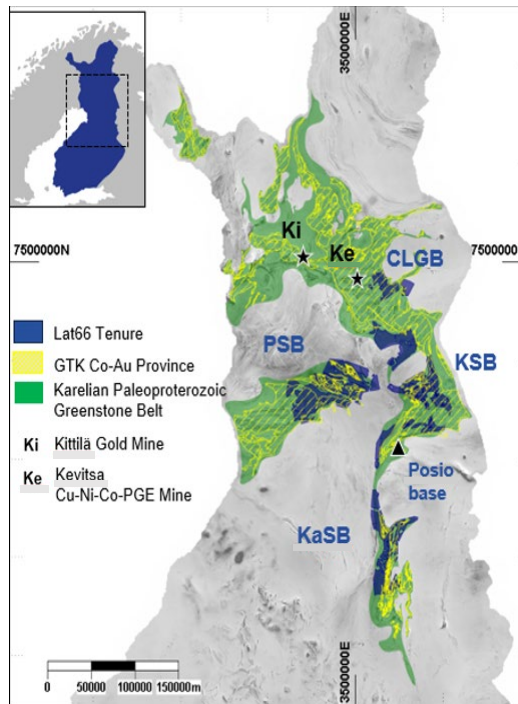 3500000E
Ki
Ke
CLGB
7500000N
7500000N
PSB
KSB
Lat66 Tenure
GTK Co-Au Province
Karelian Paleoproterozoic
Greenstone Belt
Ki Kittilä Gold Mine
Ke Kevitsa
Cu-Ni-Co-PGE Mine
Posio
base
KaSB
0 50000 100000 150000m
3500000E